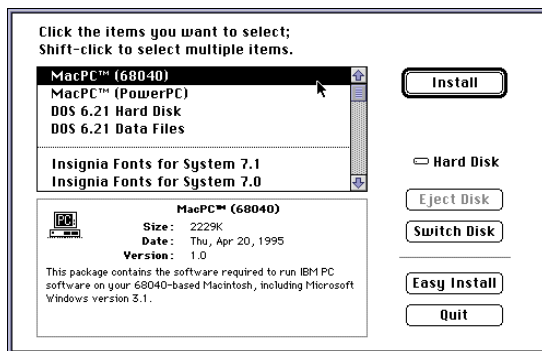 Click the items you want to select;
Shift-click to select multiple items.
MacPC™ (68040)
MacPC™ (PowerPC)
DOS 6.21 Hard Disk
DOS 6.21 Data Files
Insignia Fonts for System 7.1
Insignia Fonts for System 7.0
Install
Hard Disk
Eject Disk
Switch Disk
Easy Install
Quit
PC
MacPC™ (68040)
Size: 2229K
Date: Thu, Apr 20, 1995
Version: 1.0
This package contains the software required to run IBM PC
software on your 68040-based Macintosh, including Microsoft
Windows version 3.1.